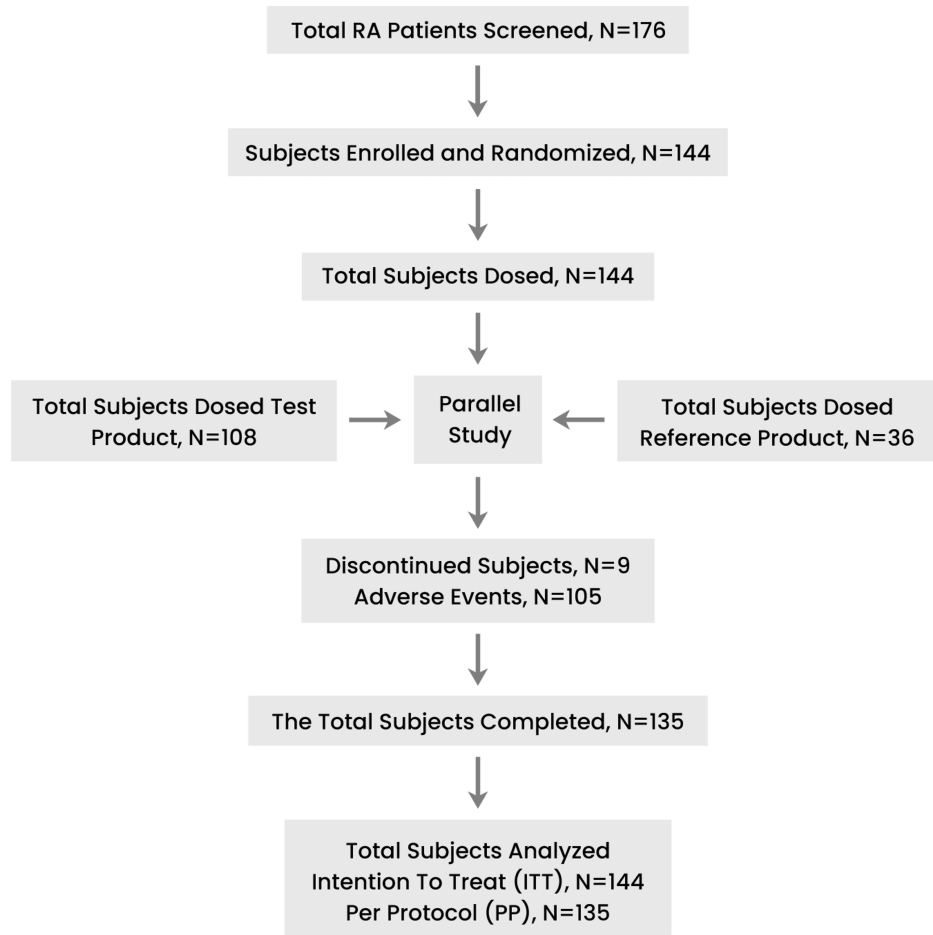 Total RA Patients Screened, N=176
Subjects Enrolled and Randomized, N=144
Total Subjects Dosed, N=144
Total Subjects Dosed Test
Product, N=108
Parallel
Study
Total Subjects Dosed
Reference Product, N=36
Discontinued Subjects, N=9
Adverse Events, N=105
The Total Subjects Completed, N=135
Total Subjects Analyzed
Intention To Treat (ITT), N=144
Per Protocol (PP), N=135